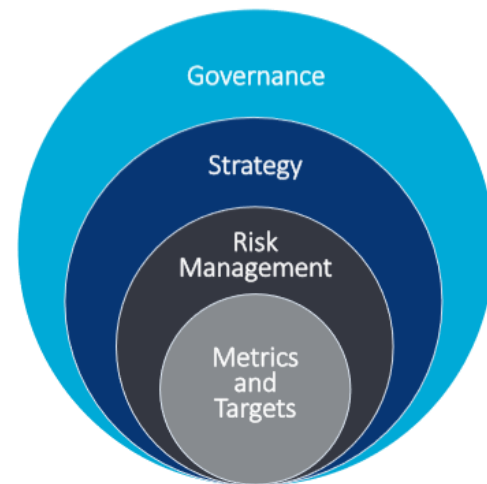 Governance
Strategy
Risk
Management
Metrics
and
Targets